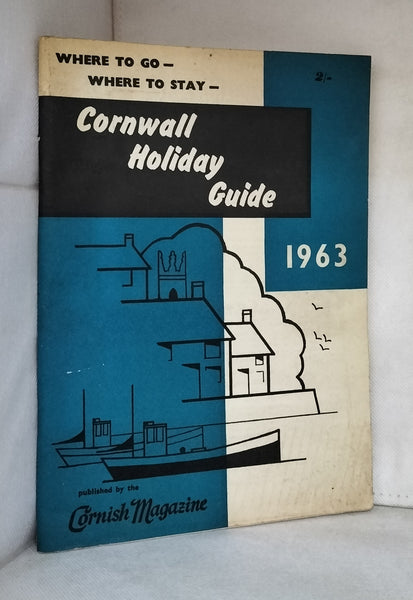 WHERE TO GO —
WHERE TO STAY —
2/-
Cornwall
Holiday
Guide
1963
published by the
Cornish Magazine